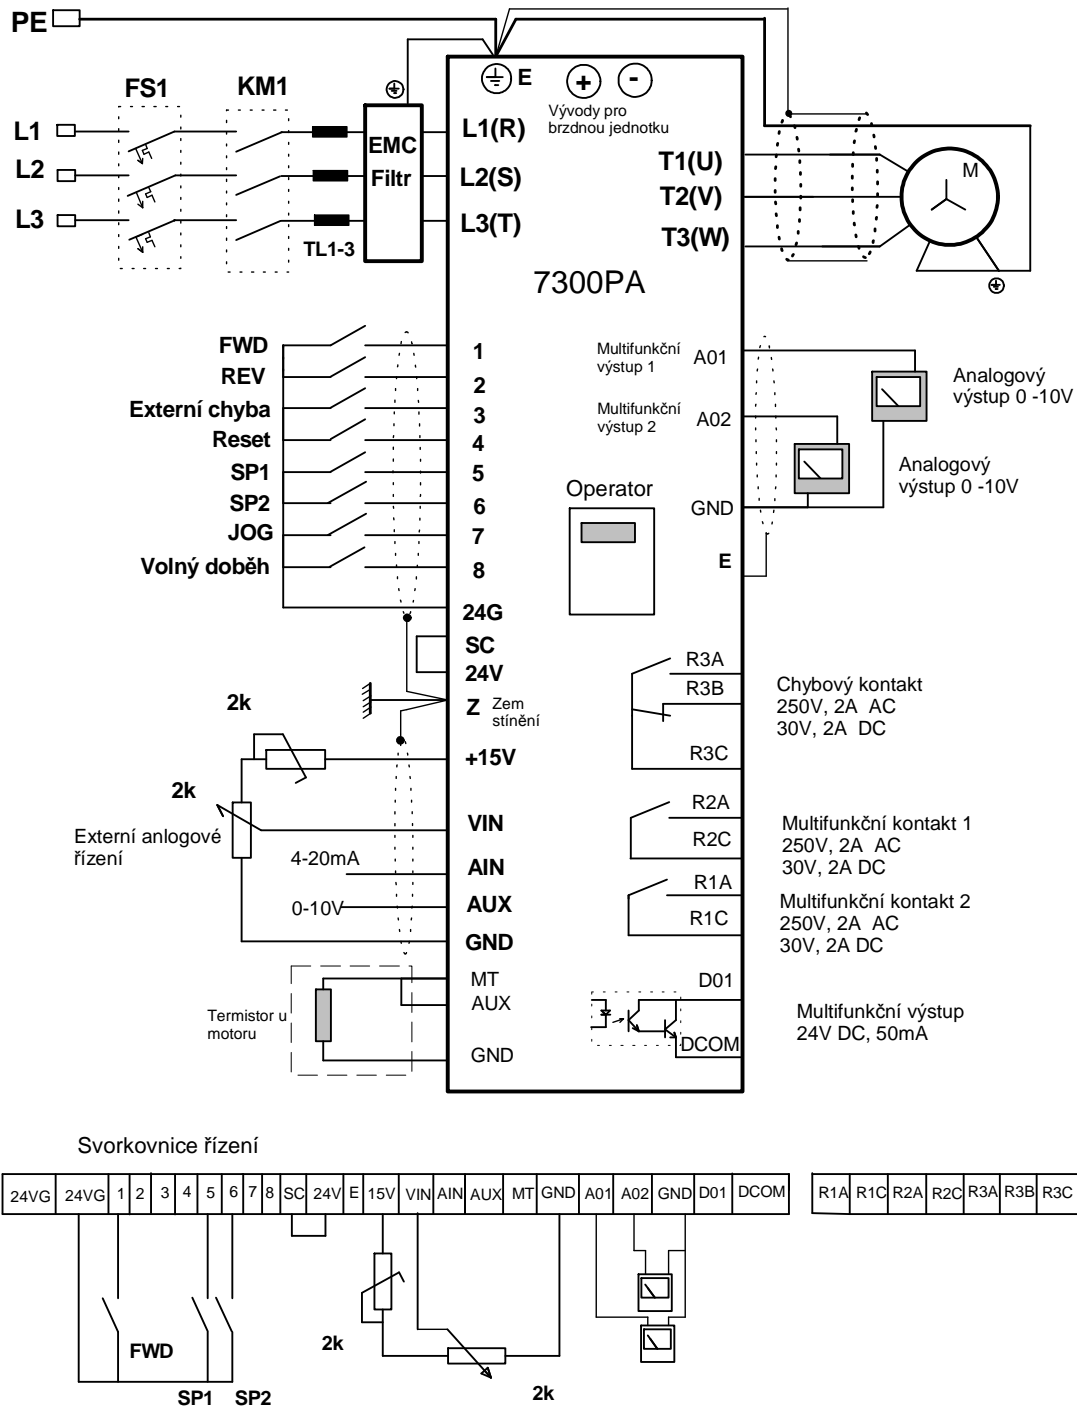 PE
FS1
KM1
E
+
-
Vývody pro
brzdnou jednotku
L1
L2
L3
TL1-3
EMC
Filtr
L1(R)
L2(S)
L3(T)
T1(U)
T2(V)
T3(W)
M
7300PA
FWD
REV
Externí chyba
Reset
SP1
SP2
JOG
Volný doběh
1
2
3
4
5
6
7
8
24G
SC
24V
Z
Zem
stínění
+15V
VIN
AIN
AUX
GND
MT
AUX
GND
2k
2k
Externí anlogové
řízení
4-20mA
0-10V
Termistor u
motoru
Multifunkční
výstup 1
A01
Multifunkční
výstup 2
A02
GND
E
Operator
Analogový
výstup 0 -10V
Analogový
výstup 0 -10V
R3A
R3B
R3C
Chybový kontakt
250V, 2A AC
30V, 2A DC
R2A
R2C
Multifunkční kontakt 1
250V, 2A AC
30V, 2A DC
R1A
R1C
Multifunkční kontakt 2
250V, 2A AC
30V, 2A DC
D01
DCOM
Multifunkční výstup
24V DC, 50mA
Svorkovnice řízení
24VG 24VG 1 2 3 4 5 6 7 8 SC 24V E 15V VIN AIN AUX MT GND A01 A02 GND D01 DCOM R1A R1C R2A R2C R3A R3B R3C
FWD
SP1 SP2
2k
2k